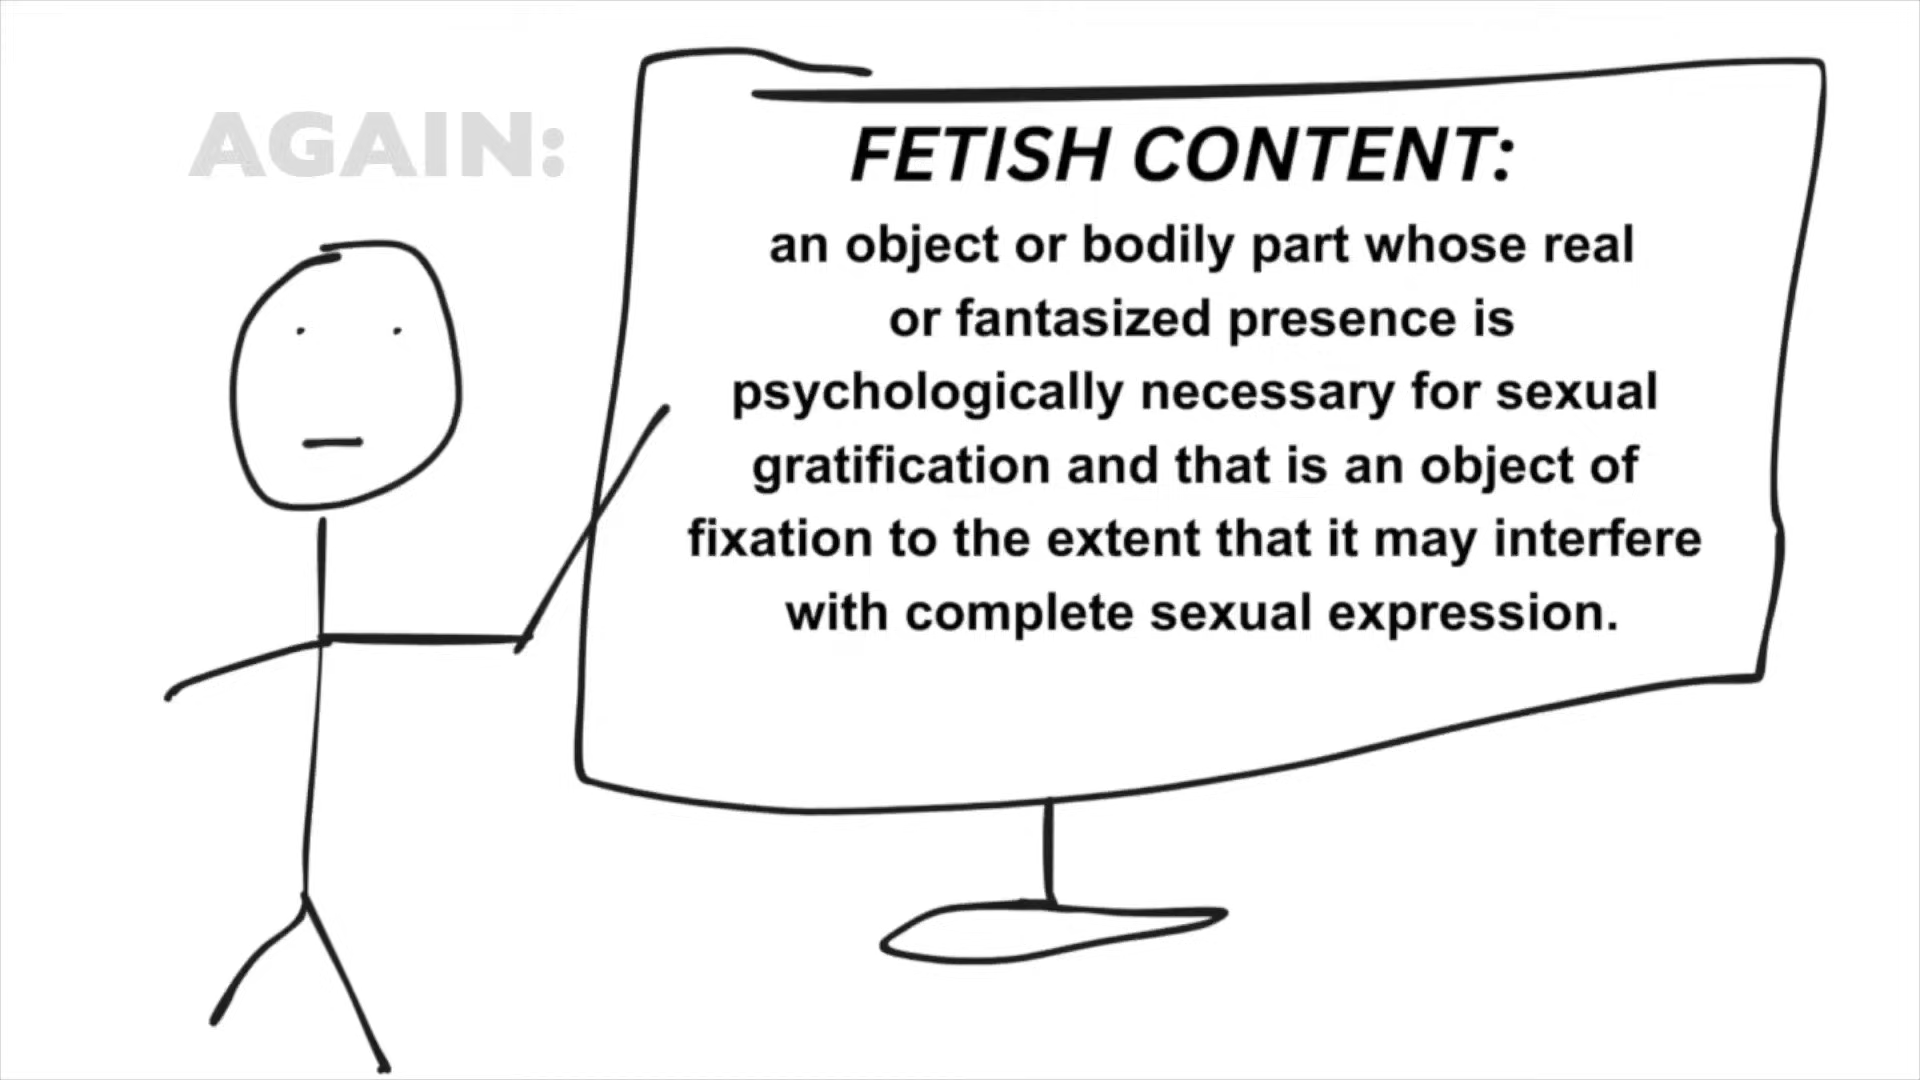 AGAIN:
FETISH CONTENT:
an object or bodily part whose real
or fantasized presence is
psychologically necessary for sexual
gratification and that is an object of
fixation to the extent that it may interfere
with complete sexual expression.